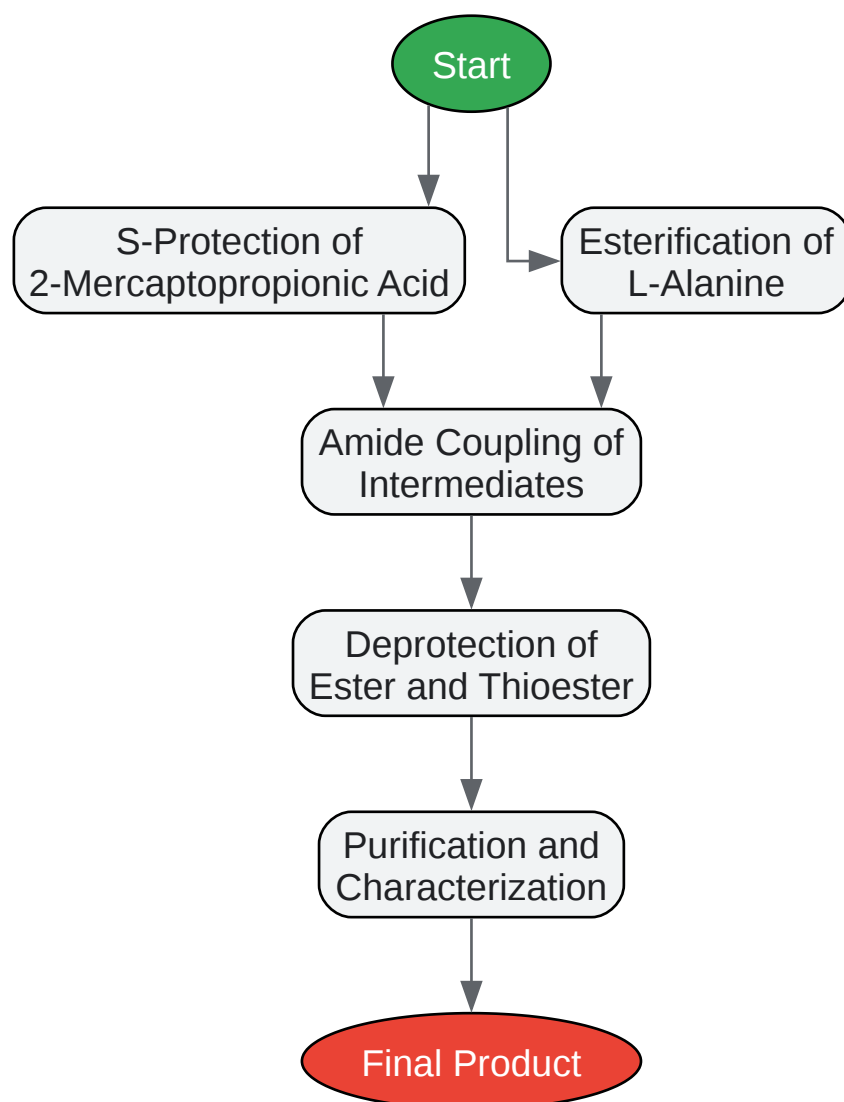 Start
S-Protection of
2-Mercaptopropionic Acid
Esterification of
L-Alanine
Amide Coupling of
Intermediates
Deprotection of
Ester and Thioester
Purification and
Characterization
Final Product